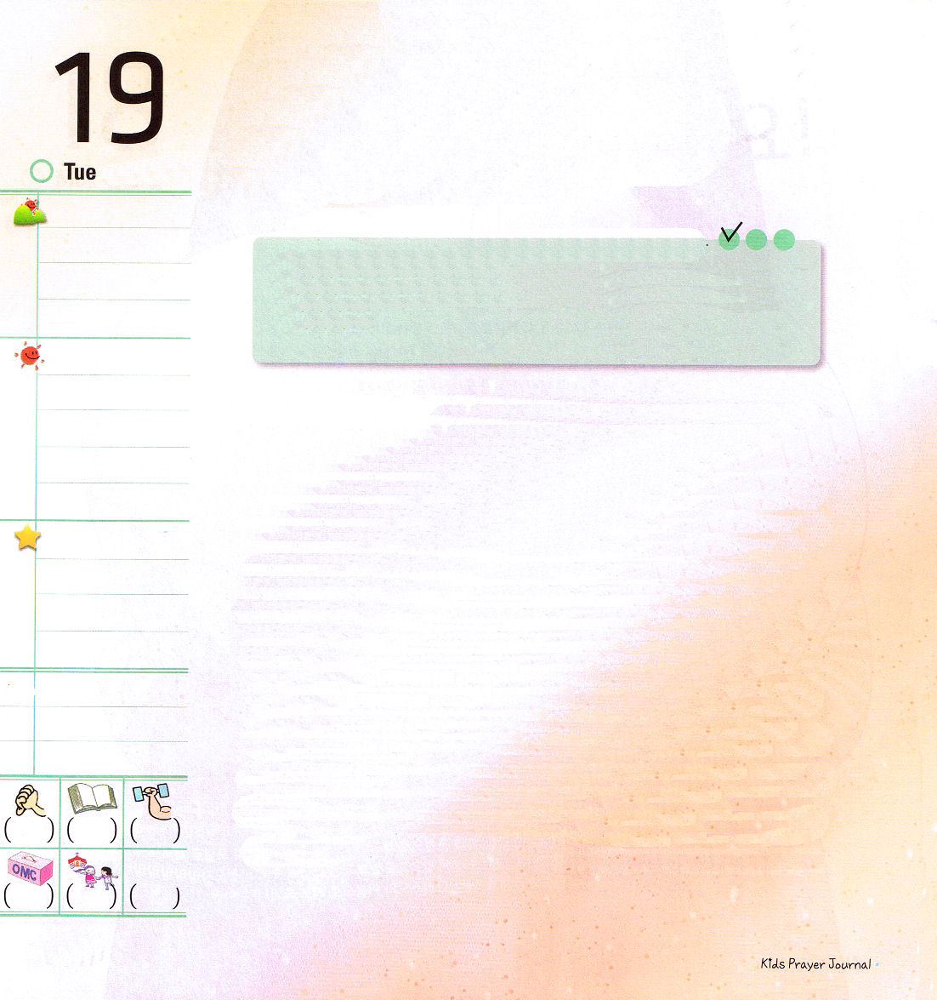 19
Tue
( ) ( ) ( )
OMC
( ) ( ) ( )
Kids Prayer Journal